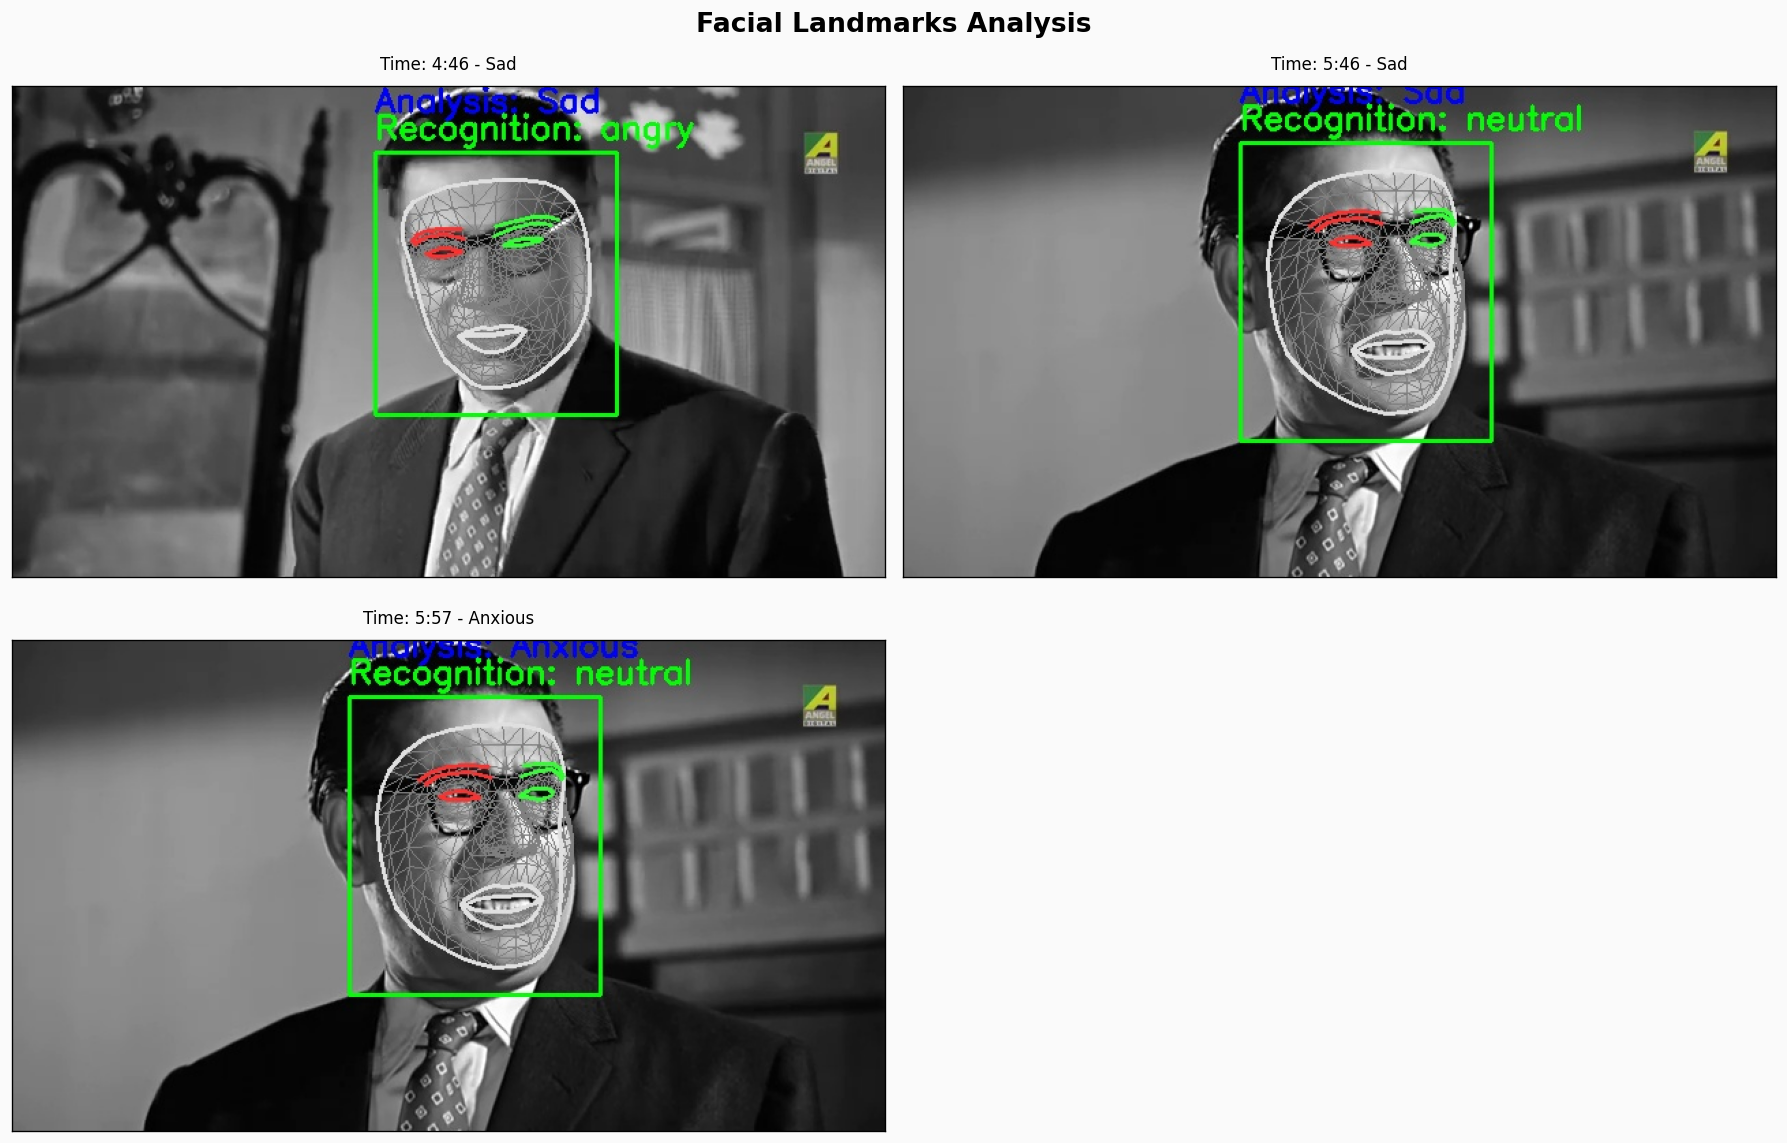 Facial Landmarks Analysis
Time: 4:46 - Sad
Analysis: Sad
Recognition: angry
A
ANGEL
DIGITAL
Time: 5:46 - Sad
Analysis: Sad
Recognition: neutral
A
ANGEL
DIGITAL
Time: 5:57 - Anxious
Analysis: Anxious
Recognition: neutral
A
ANGEL
DIGITAL